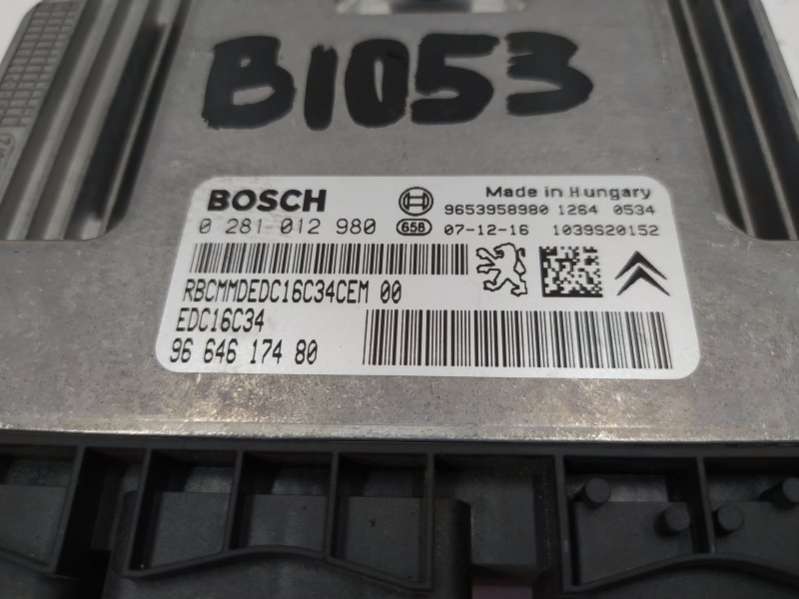 B1053
BOSCH
Made in Hungary
9653958980 1264 0534
0 281 012 980
658
07-12-16 1039S20152
RBCMMDEDC16C34CEM 00
EDC16C34
96 646 174 80